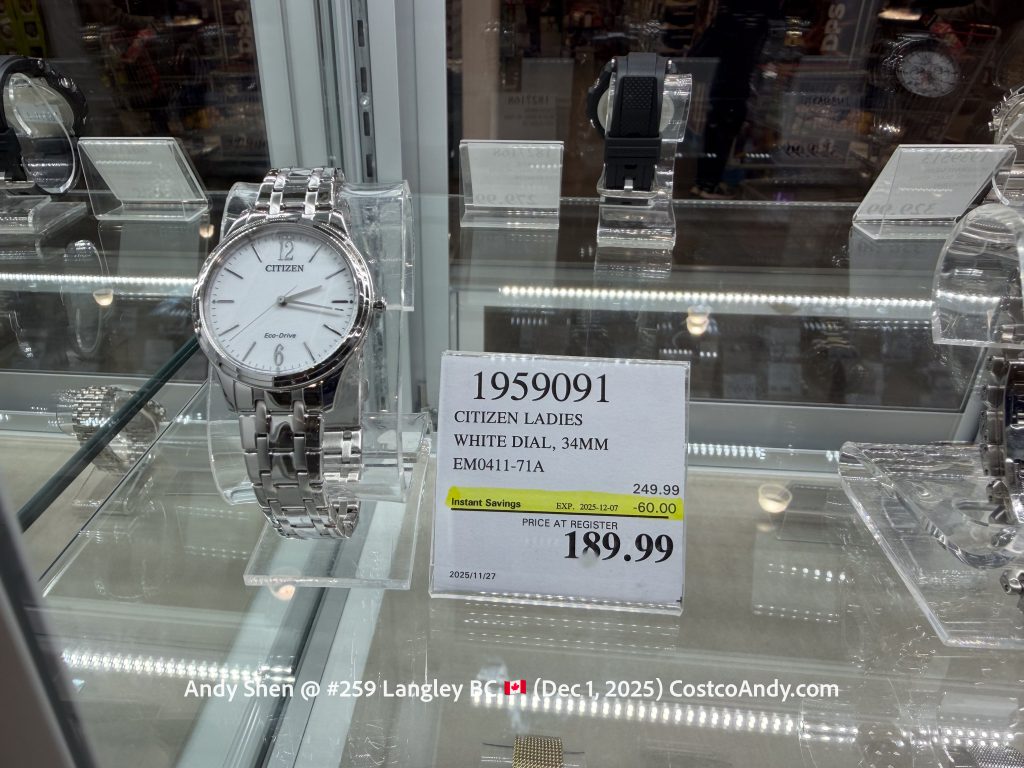 12
CITIZEN
Eco-Drive
6
1959091
CITIZEN LADIES
WHITE DIAL, 34MM
EM0411-71A
249.99
Instant Savings EXP. 2025-12-07 -60.00
PRICE AT REGISTER
189.99
2025/11/27
Andy Shen @ #259 Langley BC 🇨🇦 (Dec 1, 2025) CostcoAndy.com